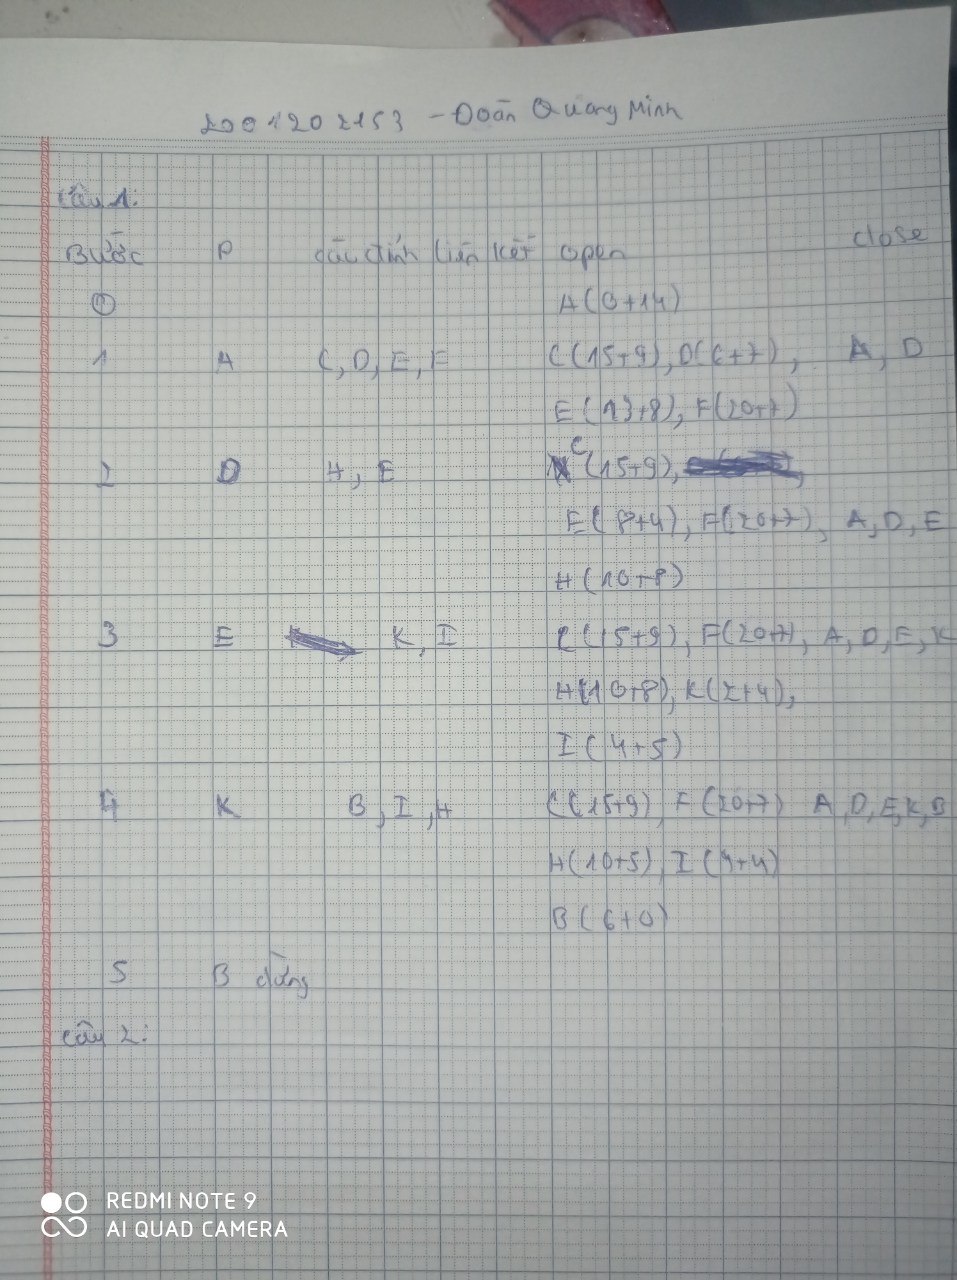 2001202153 - Đoàn Quang Minh
Câu 1:
Bước P các đỉnh liên kết open close
0 A(0+14)
1 A C, D, E, F C(15+9), D(6+7), A, D
E(13+8), F(20+7)
2 D H, E C(15+9),
E(8+4), F(20+7), A, D, E
H(10+8)
3 E K, I C(15+9), F(20+7), A, D, E, K
H(10+8), K(2+4),
I(4+5)
4 K B, I, H C(15+9), F(20+7) A, D, E, K, B
H(10+5), I(4+4)
B(6+0)
5 B dừng
câu 2:
REDMI NOTE 9
AI QUAD CAMERA